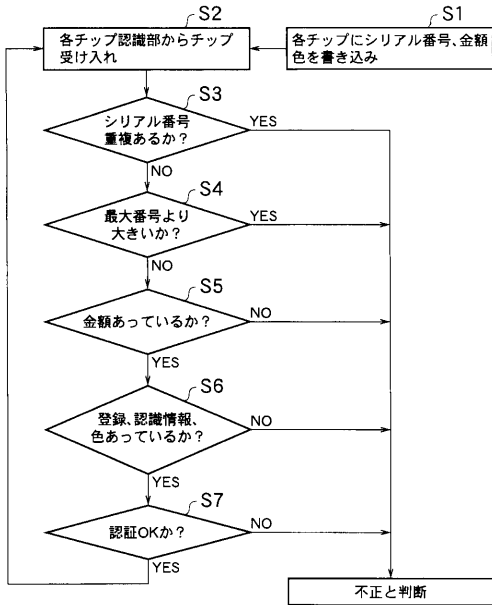 S2
S1
各チップ認識部からチップ
受け入れ
各チップにシリアル番号、金額
色を書き込み
S3
シリアル番号
重複あるか？
YES
NO
S4
最大番号より
大きいか？
YES
NO
S5
金額あっているか？
NO
YES
S6
登録、認識情報、
色あっているか？
NO
YES
S7
認証OKか？
NO
YES
不正と判断